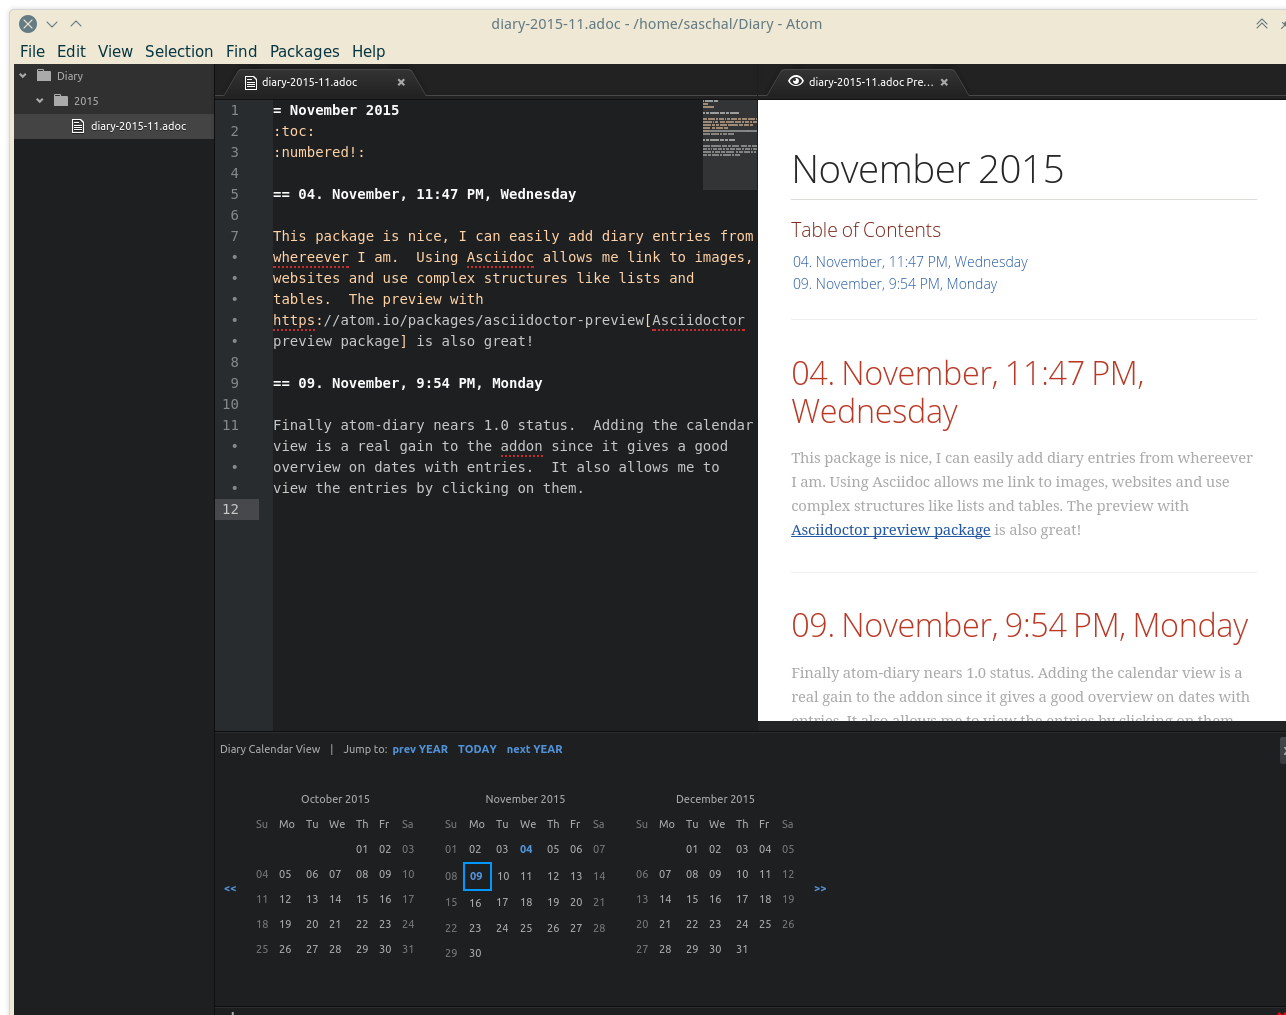 diary-2015-11.adoc - /home/saschal/Diary - Atom
File Edit View Selection Find Packages Help
Diary
2015
diary-2015-11.adoc
diary-2015-11.adoc
1 = November 2015
2 :toc:
3 :numbered!:
4
5 == 04. November, 11:47 PM, Wednesday
6
7 This package is nice, I can easily add diary entries from
• whereever I am.  Using Asciidoc allows me link to images,
• websites and use complex structures like lists and
• tables.  The preview with
• https://atom.io/packages/asciidoctor-preview[Asciidoctor
• preview package] is also great!
8
9 == 09. November, 9:54 PM, Monday
10
11 Finally atom-diary nears 1.0 status.  Adding the calendar
• view is a real gain to the addon since it gives a good
• overview on dates with entries.  It also allows me to
• view the entries by clicking on them.
12
diary-2015-11.adoc Pre...
November 2015
Table of Contents
04. November, 11:47 PM, Wednesday
09. November, 9:54 PM, Monday
04. November, 11:47 PM,
Wednesday
This package is nice, I can easily add diary entries from whereever
I am. Using Asciidoc allows me link to images, websites and use
complex structures like lists and tables. The preview with
Asciidoctor preview package is also great!
09. November, 9:54 PM, Monday
Finally atom-diary nears 1.0 status. Adding the calendar view is a
real gain to the addon since it gives a good overview on dates with
entries. It also allows me to view the entries by clicking on them.
Diary Calendar View | Jump to: prev YEAR TODAY next YEAR
<<
October 2015
Su Mo Tu We Th Fr Sa
01 02 03
04 05 06 07 08 09 10
11 12 13 14 15 16 17
18 19 20 21 22 23 24
25 26 27 28 29 30 31
November 2015
Su Mo Tu We Th Fr Sa
01 02 03 04 05 06 07
08 09 10 11 12 13 14
15 16 17 18 19 20 21
22 23 24 25 26 27 28
29 30
December 2015
Su Mo Tu We Th Fr Sa
01 02 03 04 05
06 07 08 09 10 11 12
13 14 15 16 17 18 19
20 21 22 23 24 25 26
27 28 29 30 31
>>